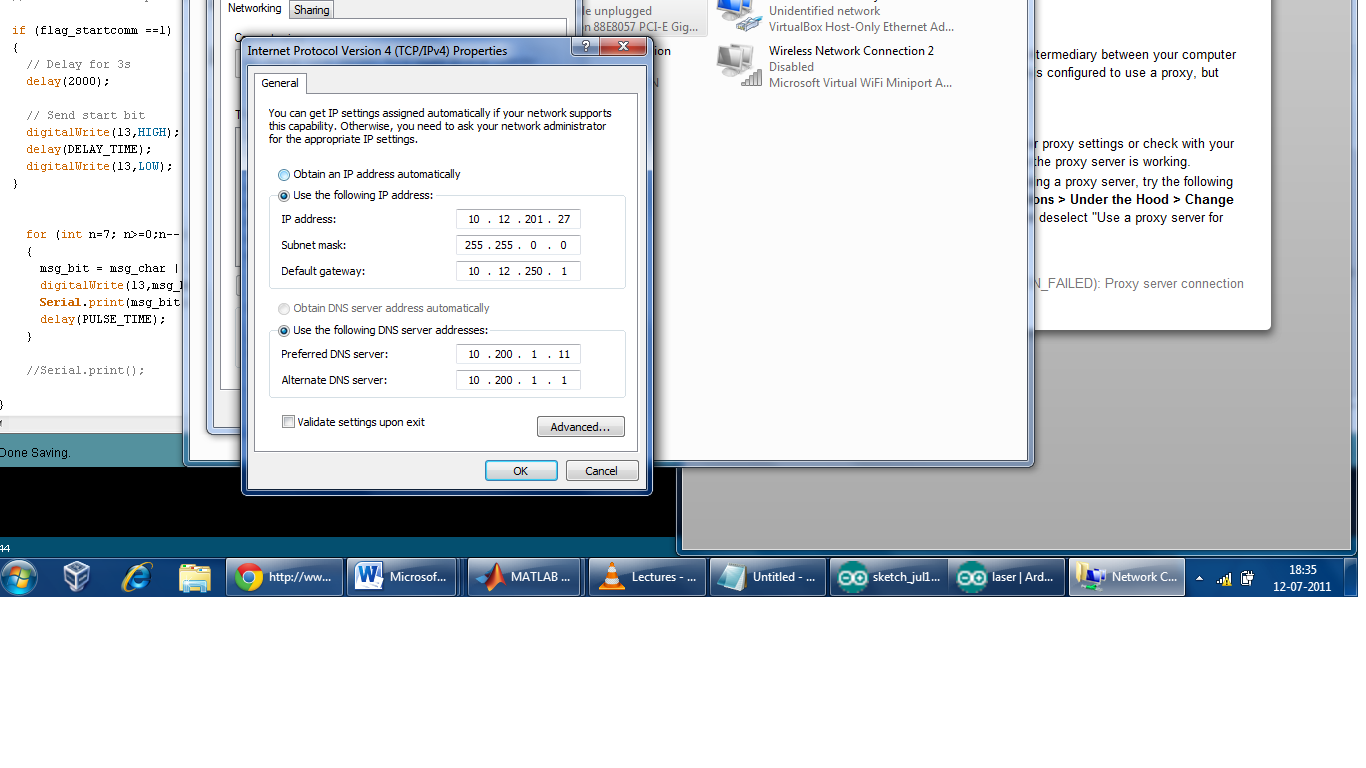 if (flag_startcomm ==1)
{
// Delay for 3s
delay(2000);
// Send start bit
digitalWrite(13,HIGH);
delay(DELAY_TIME);
digitalWrite(13,LOW);
}
for (int n=7; n>=0;n--
{
msg_bit = msg_char |
digitalWrite(13,msg_
Serial.print(msg_bit
delay(PULSE_TIME);
}
//Serial.print();
}
Done Saving.
44
Networking
Sharing
Internet Protocol Version 4 (TCP/IPv4) Properties
General
You can get IP settings assigned automatically if your network supports
this capability. Otherwise, you need to ask your network administrator
for the appropriate IP settings.
Obtain an IP address automatically
Use the following IP address:
IP address: 10 . 12 . 201 . 27
Subnet mask: 255 . 255 . 0 . 0
Default gateway: 10 . 12 . 250 . 1
Obtain DNS server address automatically
Use the following DNS server addresses:
Preferred DNS server: 10 . 200 . 1 . 11
Alternate DNS server: 10 . 200 . 1 . 1
Validate settings upon exit
Advanced...
OK
Cancel
unplugged
88E8057 PCI-E Gig...
Unidentified network
VirtualBox Host-Only Ethernet Ad...
Wireless Network Connection 2
Disabled
Microsoft Virtual WiFi Miniport A...
termediary between your computer
s configured to use a proxy, but
r proxy settings or check with your
the proxy server is working.
ng a proxy server, try the following
ons > Under the Hood > Change
deselect "Use a proxy server for
N_FAILED): Proxy server connection
http://ww...
Microsof...
MATLAB ...
Lectures - ...
Untitled - ...
sketch_jul1...
laser | Ard...
Network C...
18:35
12-07-2011